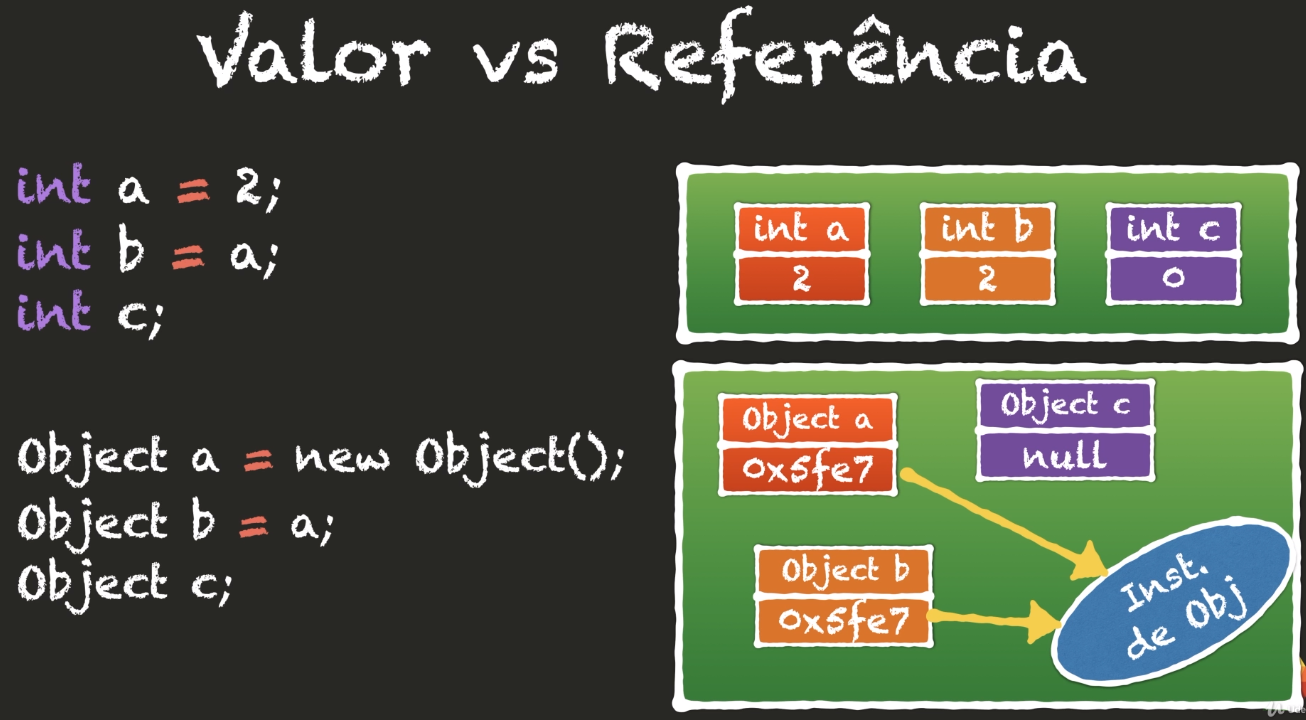 Valor vs Referência
int a = 2;
int b = a;
int c;
int a
2
int b
2
int c
0
Object a = new Object();
Object b = a;
Object c;
Object a
0x5fe7
Object c
null
Object b
0x5fe7
Inst.
de Obj